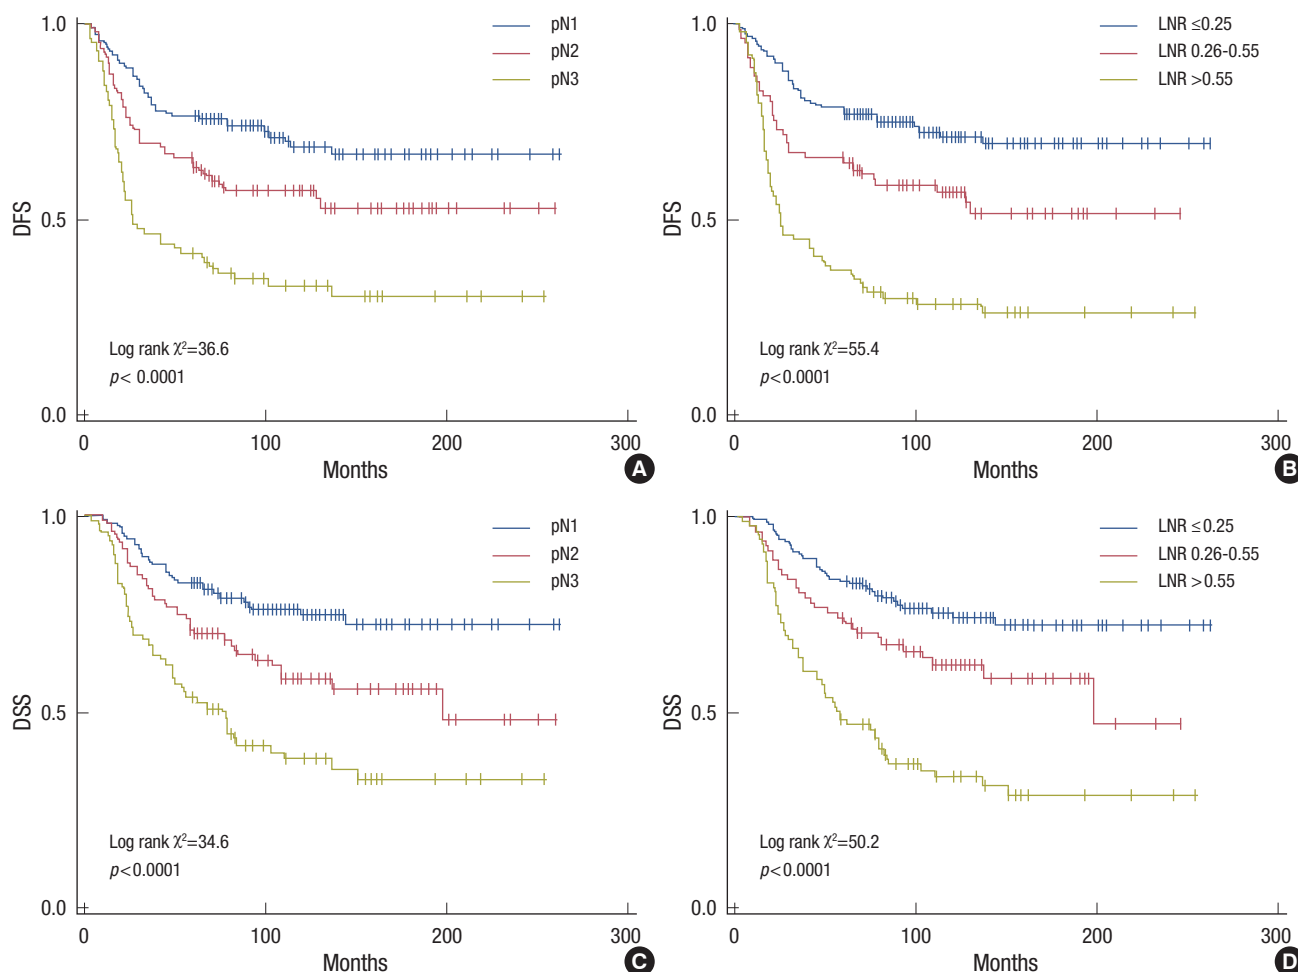 1.0
pN1
pN2
pN3
DFS
0.5
Log rank χ²=36.6
p< 0.0001
0.0
0
100
200
300
Months
A
1.0
LNR ≤0.25
LNR 0.26-0.55
LNR >0.55
DFS
0.5
Log rank χ²=55.4
p<0.0001
0.0
0
100
200
300
Months
B
1.0
pN1
pN2
pN3
DSS
0.5
Log rank χ²=34.6
p<0.0001
0.0
0
100
200
300
Months
C
1.0
LNR ≤0.25
LNR 0.26-0.55
LNR >0.55
DSS
0.5
Log rank χ²=50.2
p<0.0001
0.0
0
100
200
300
Months
D